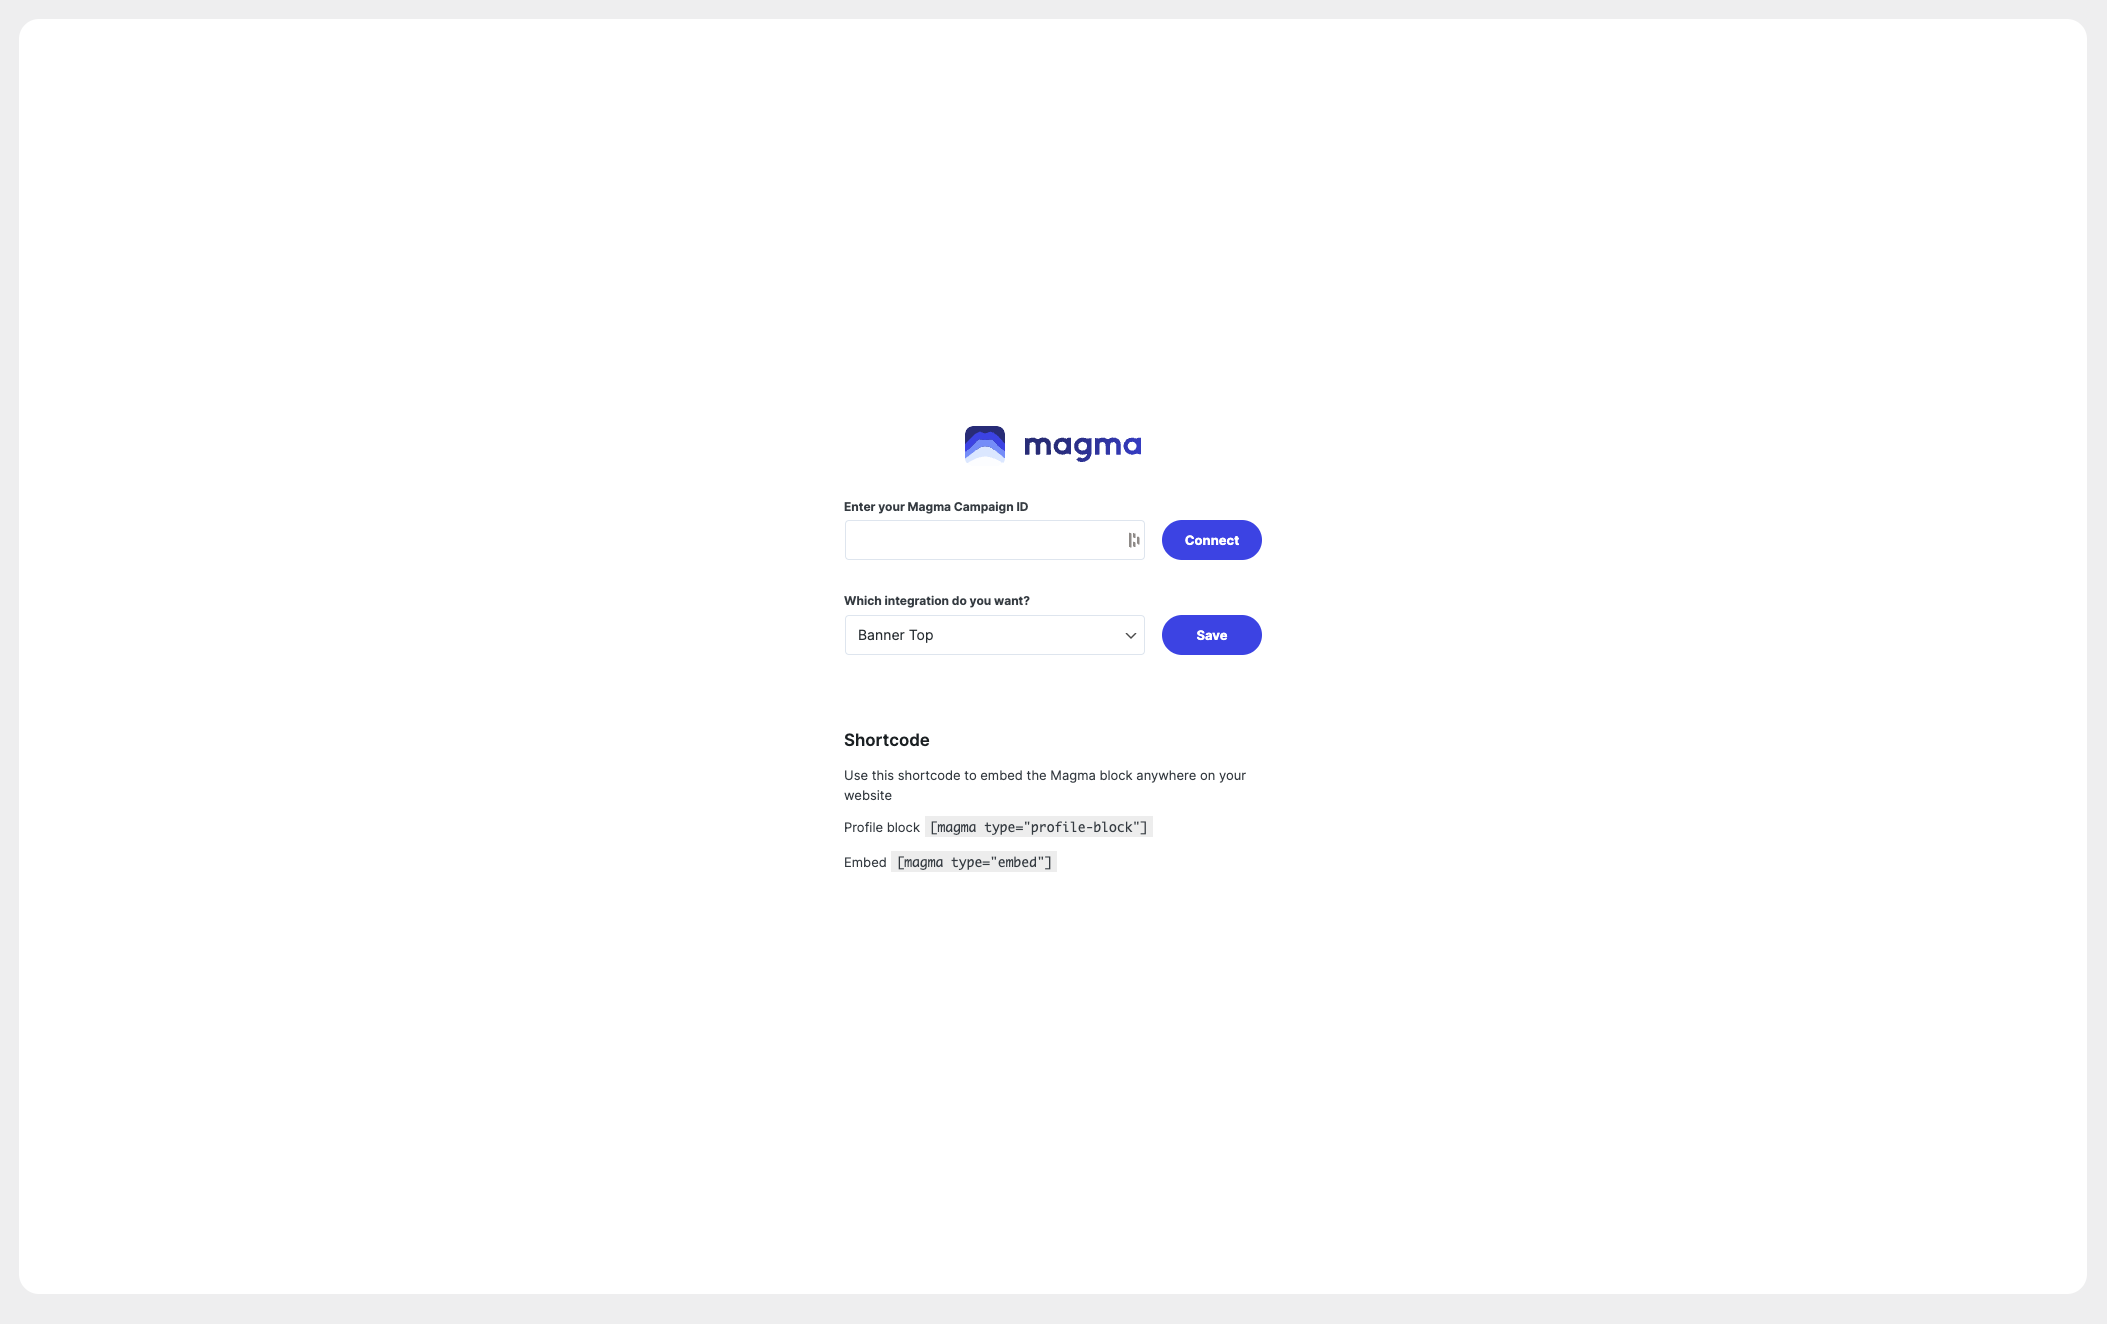 magma
Enter your Magma Campaign ID
Connect
Which integration do you want?
Banner Top
Save
Shortcode
Use this shortcode to embed the Magma block anywhere on your
website
Profile block [magma type="profile-block"]
Embed [magma type="embed"]